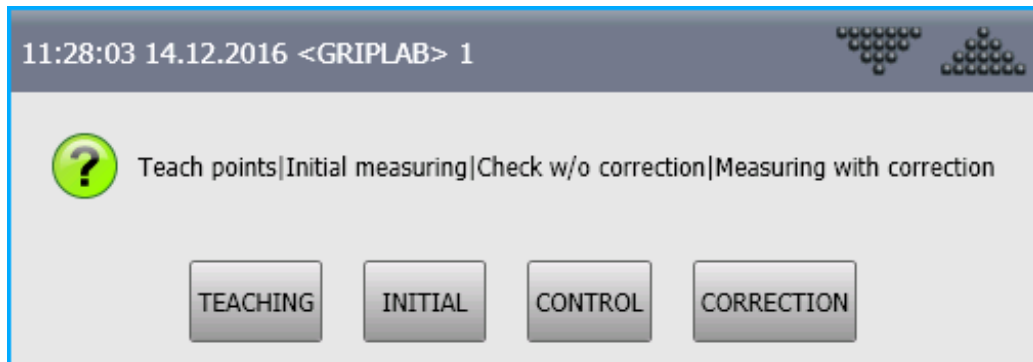 11:28:03 14.12.2016 <GRIPLAB> 1
Teach points|Initial measuring|Check w/o correction|Measuring with correction
TEACHING INITIAL CONTROL CORRECTION